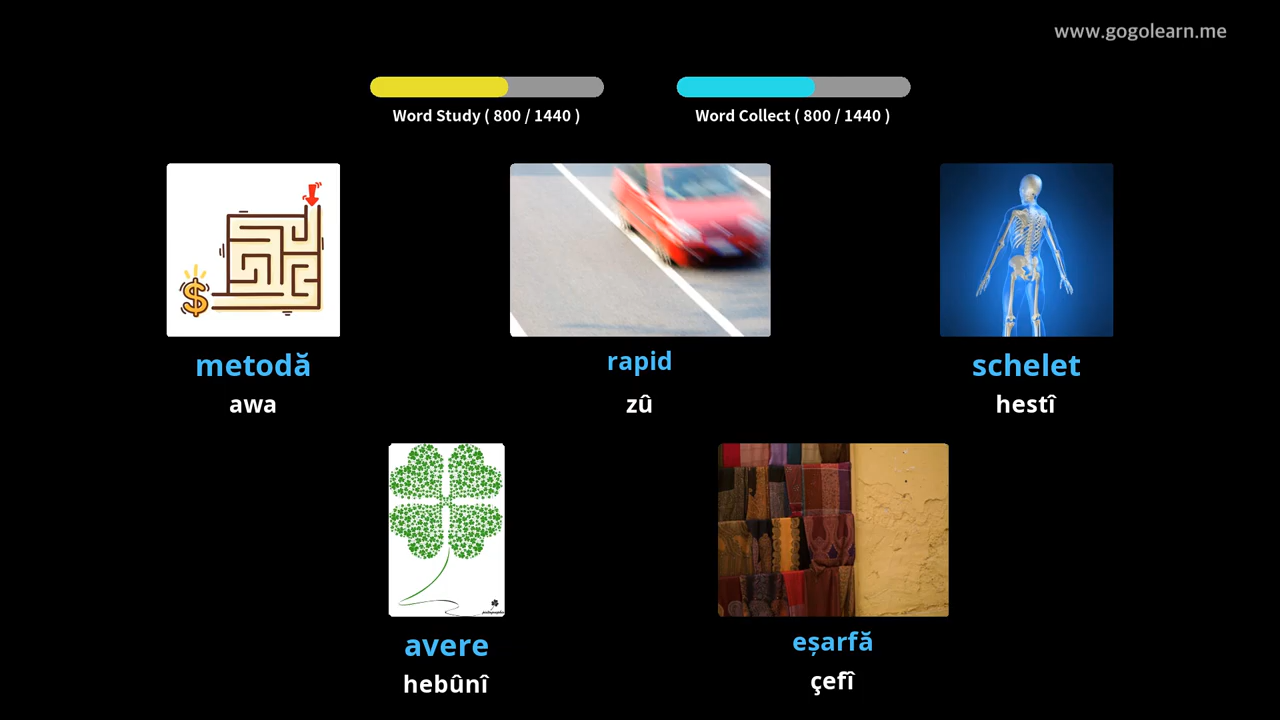 www.gogolearn.me
Word Study ( 800 / 1440 )
Word Collect ( 800 / 1440 )
metodă
rapid
schelet
awa
zû
hestî
avere
eșarfă
hebûnî
çefî